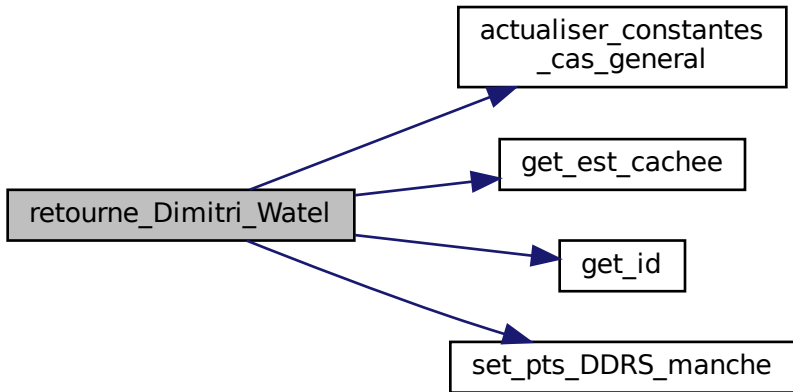 actualiser_constantes
_cas_general
get_est_cachee
retourne_Dimitri_Watel
get_id
set_pts_DDRS_manche